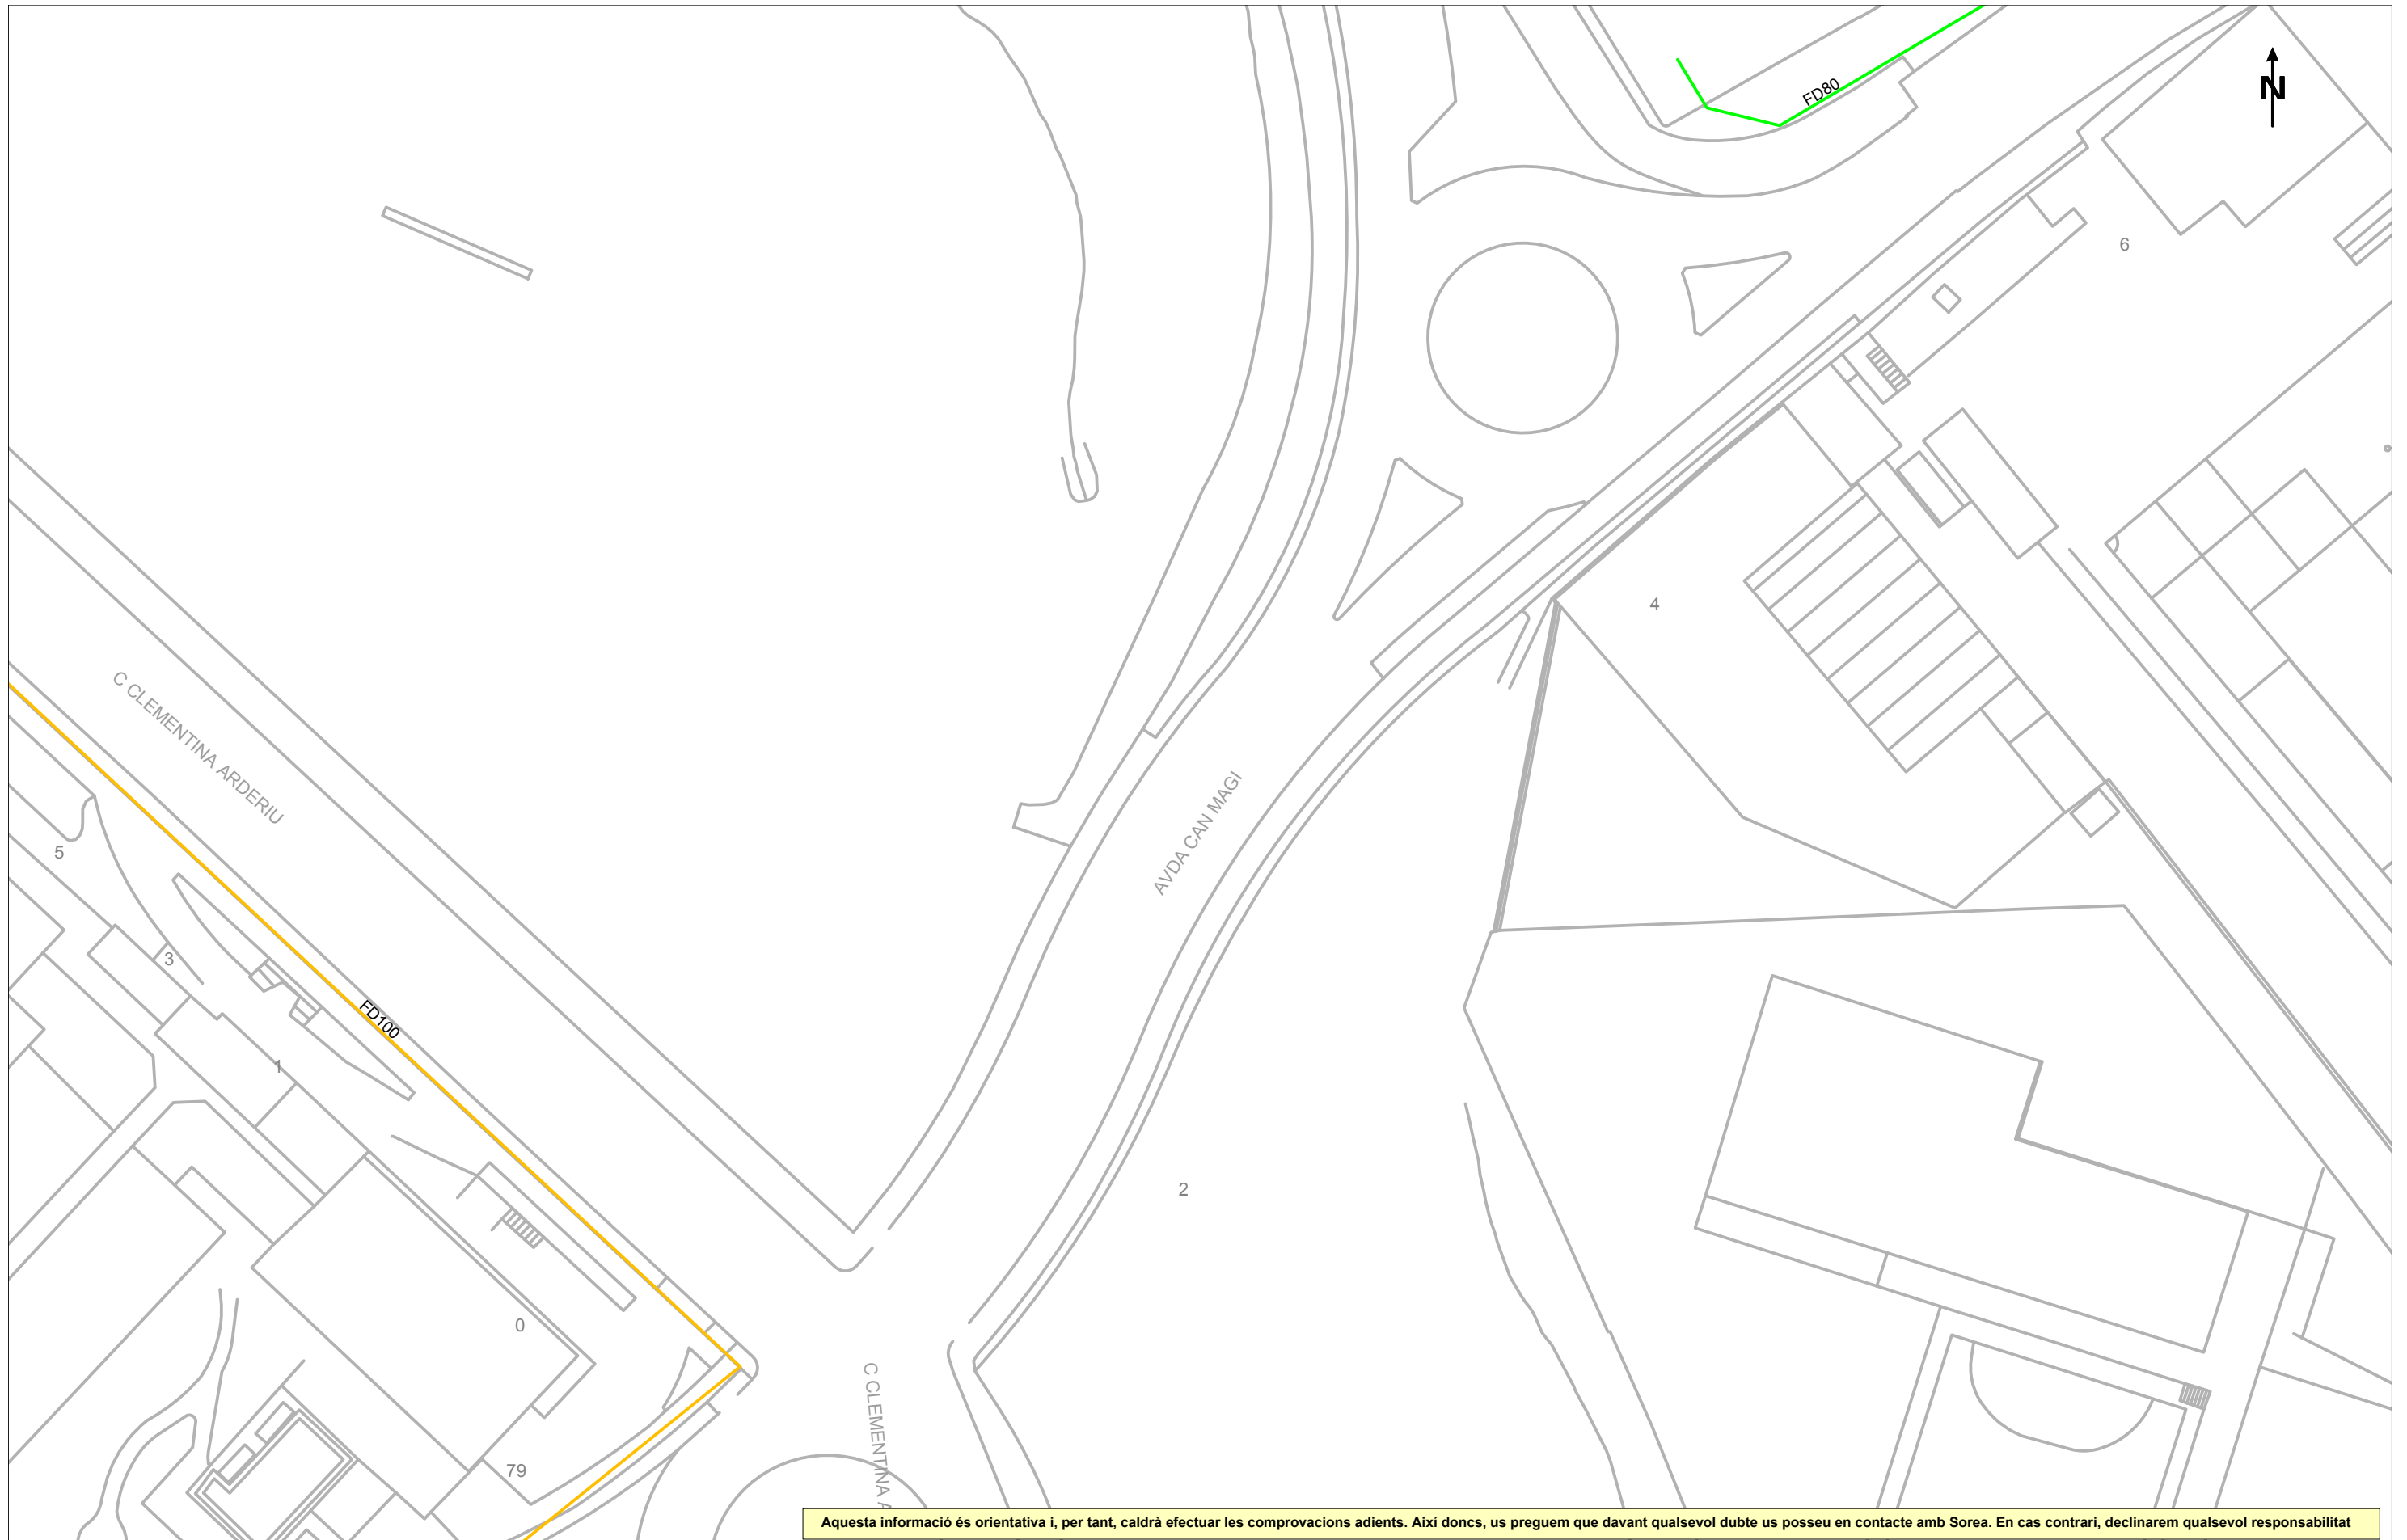 FD80
N
6
4
C CLEMENTINA ARDERIU
AVDA CAN MAGI
5
3
FD100
1
2
0
C CLEMENTINA A
79
Aquesta informació és orientativa i, per tant, caldrà efectuar les comprovacions adients. Així doncs, us preguem que davant qualsevol dubte us posseu en contacte amb Sorea. En cas contrari, declinarem qualsevol responsabilitat